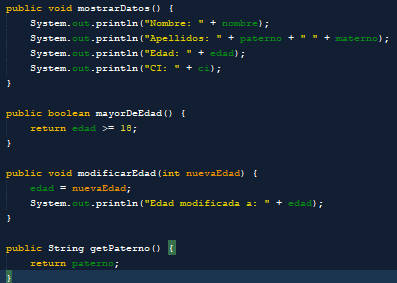 public void mostrarDatos() {
    System.out.println("Nombre: " + nombre);
    System.out.println("Apellidos: " + paterno + " " + materno);
    System.out.println("Edad: " + edad);
    System.out.println("CI: " + ci);
}

public boolean mayorDeEdad() {
    return edad >= 18;
}

public void modificarEdad(int nuevaEdad) {
    edad = nuevaEdad;
    System.out.println("Edad modificada a: " + edad);
}

public String getPaterno() {
    return paterno;
}